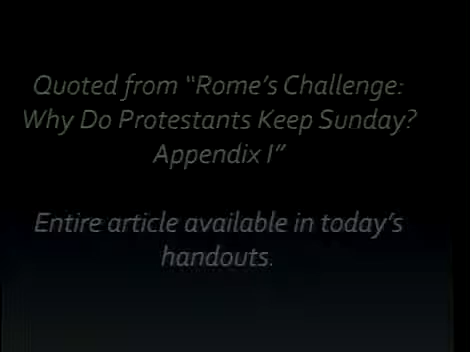 Quoted from “Rome’s Challenge:
Why Do Protestants Keep Sunday?
Appendix I”
Entire article available in today’s
handouts.